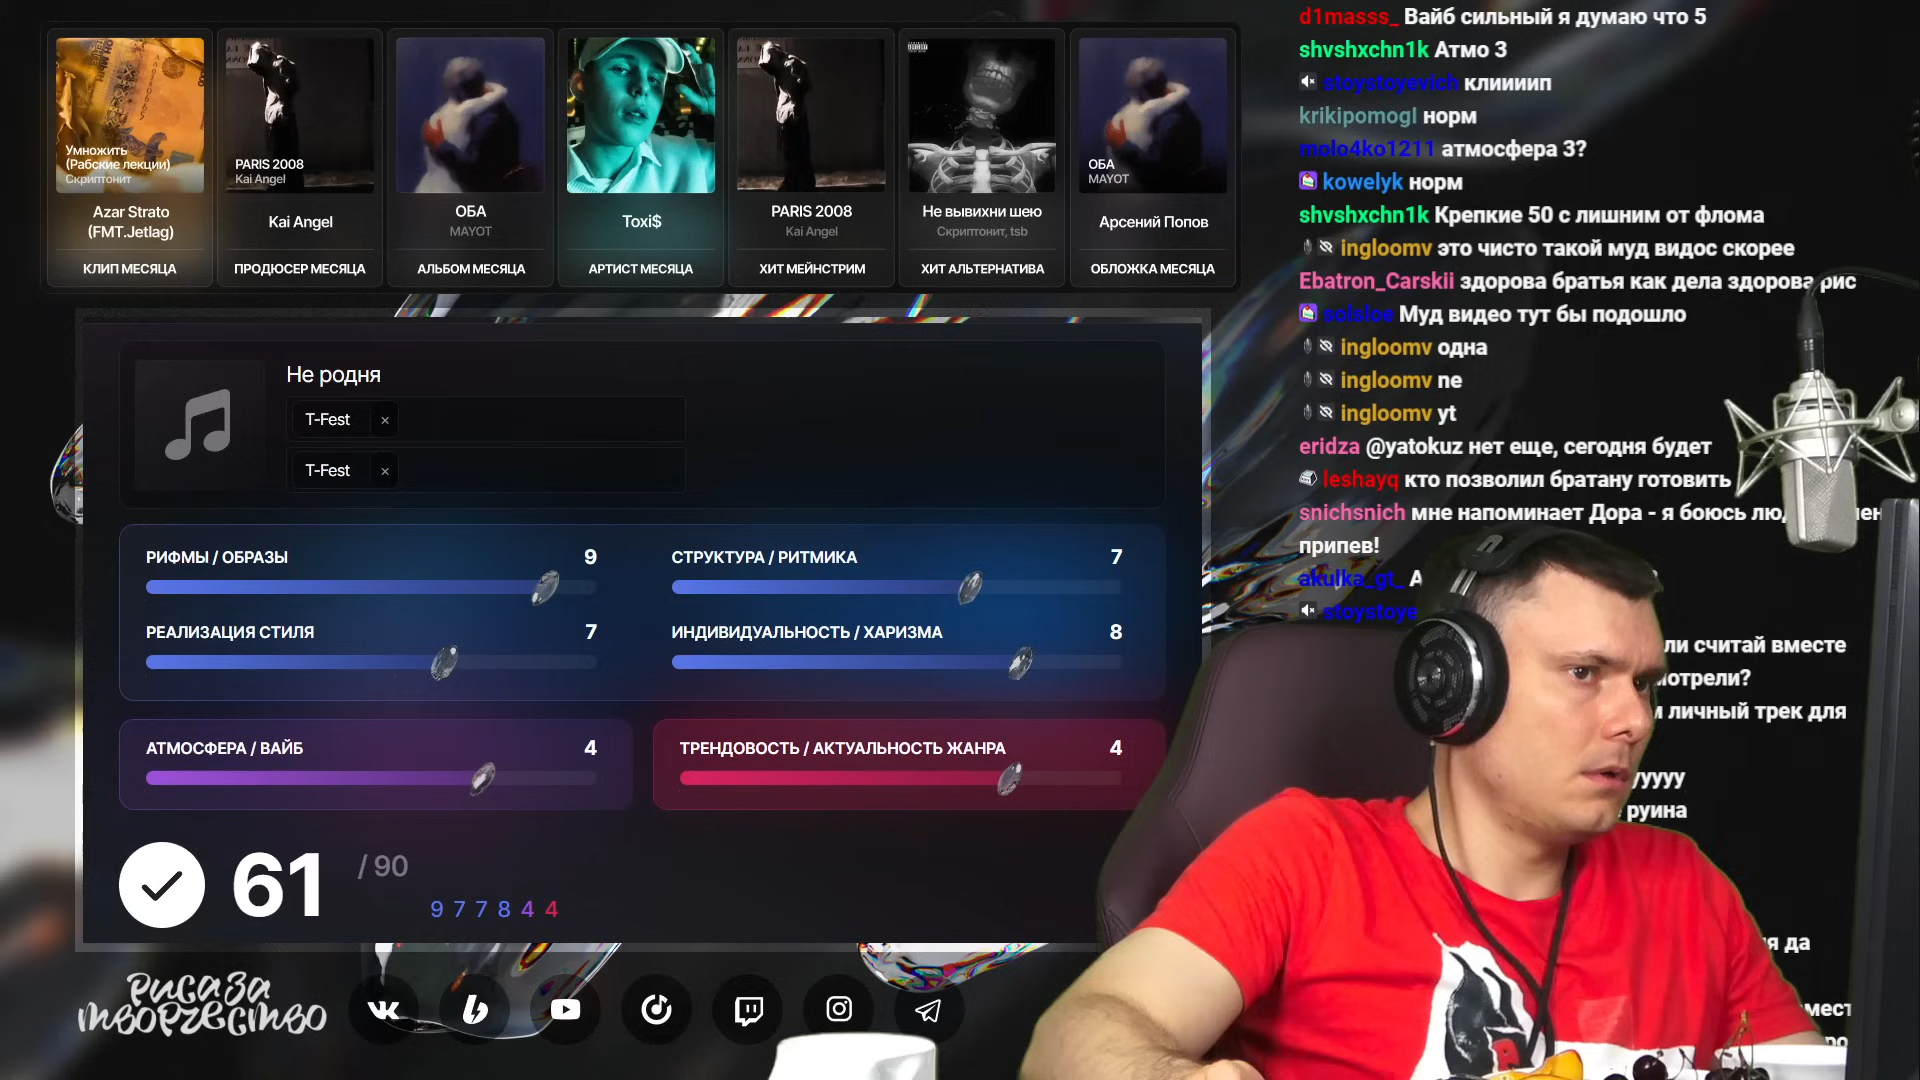 Умножить
(Рабские лекции)
Скриптонит
Azar Strato
(FMT.Jetlag)
КЛИП МЕСЯЦА
PARIS 2008
Kai Angel
Kai Angel
ПРОДЮСЕР МЕСЯЦА
ОБА
MAYOT
АЛЬБОМ МЕСЯЦА
Toxi$
АРТИСТ МЕСЯЦА
PARIS 2008
Kai Angel
ХИТ МЕЙНСТРИМ
Не вывихни шею
Скриптонит, tsb
ХИТ АЛЬТЕРНАТИВА
ОБА
MAYOT
Арсений Попов
ОБЛОЖКА МЕСЯЦА
Не родня
T-Fest ×
T-Fest ×
РИФМЫ / ОБРАЗЫ 9
СТРУКТУРА / РИТМИКА 7
РЕАЛИЗАЦИЯ СТИЛЯ 7
ИНДИВИДУАЛЬНОСТЬ / ХАРИЗМА 8
АТМОСФЕРА / ВАЙБ 4
ТРЕНДОВОСТЬ / АКТУАЛЬНОСТЬ ЖАНРА 4
61 / 90
9 7 7 8 4 4
РИСАЗА
ТВОРЧЕСТВО
d1masss_ Вайб сильный я думаю что 5
shvshxchn1k Атмо 3
stoystoyevich клиииип
krikipomogl норм
molo4ko1211 атмосфера 3?
kowelyk норм
shvshxchn1k Крепкие 50 с лишним от флома
ingloomv это чисто такой муд видос скорее
Ebatron_Carskii здорова братья как дела здорова рис
solsloe Муд видео тут бы подошло
ingloomv одна
ingloomv ne
ingloomv yt
eridza @yatokuz нет еще, сегодня будет
leshayq кто позволил братану готовить
snichsnich мне напоминает Дора - я боюсь лю
припев!
akulka_gt_ А
stoystoye
ли считай вместе
мотрели?
м личный трек для
ууууу
руина
я да
мест